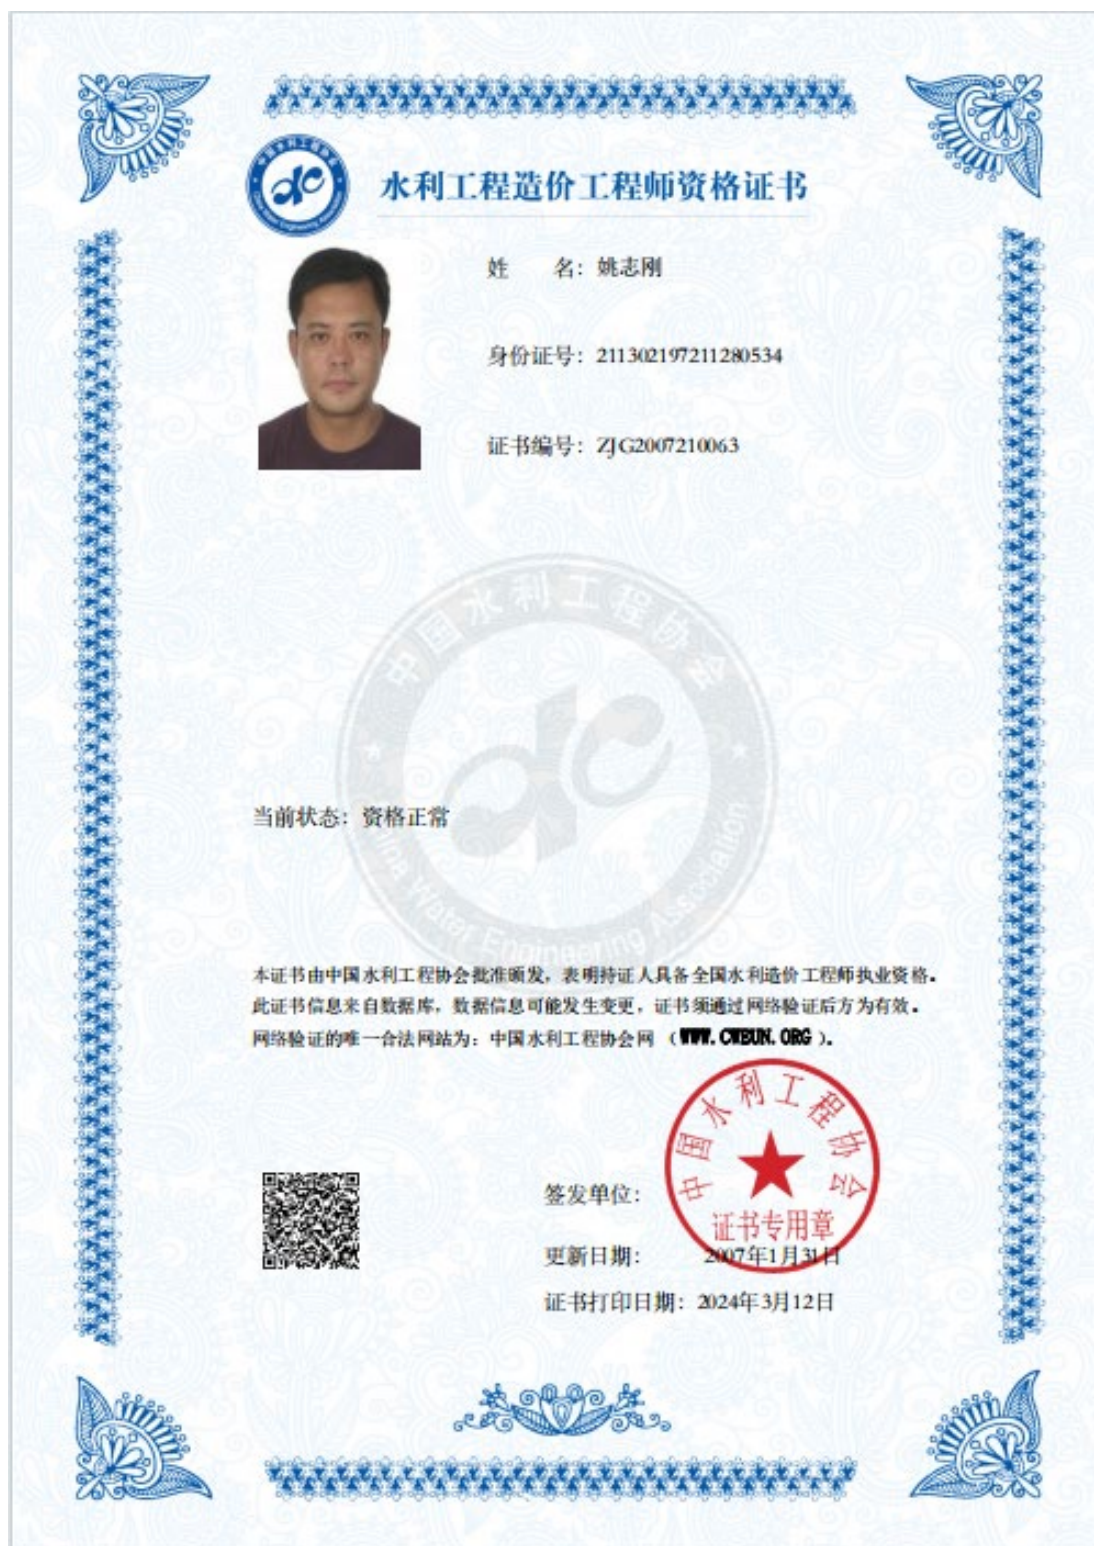 水利工程造价工程师资格证书
姓 名：姚志刚
身份证号：211302197211280534
证书编号：ZJG2007210063
中国水利工程协会
China Water Engineering Association
当前状态：资格正常
本证书由中国水利工程协会批准颁发，表明持证人具备全国水利造价工程师执业资格。
此证书信息来自数据库，数据信息可能发生变更，证书须通过网络验证后方为有效。
网络验证的唯一合法网站为：中国水利工程协会网 （WWW.CWEUN.ORG）。
中国水利工程协会
签发单位：
证书专用章
更新日期： 2007年1月31日
证书打印日期：2024年3月12日